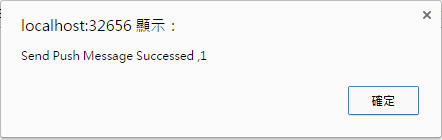 localhost:32656 顯示：
Send Push Message Successed ,1
確定